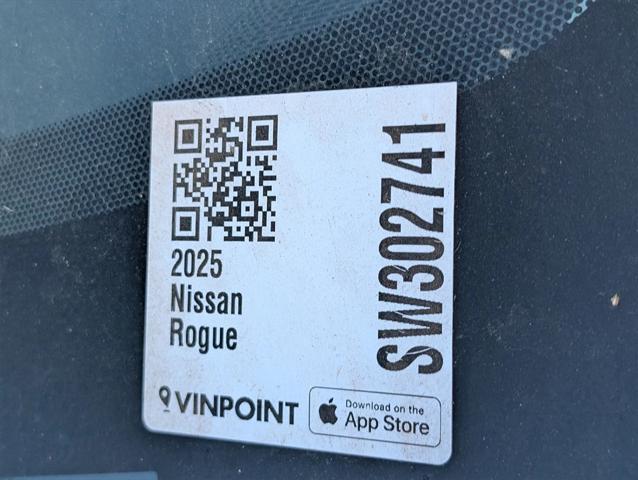 2025
Nissan
Rogue
SW302741
VINPOINT
Download on the
App Store